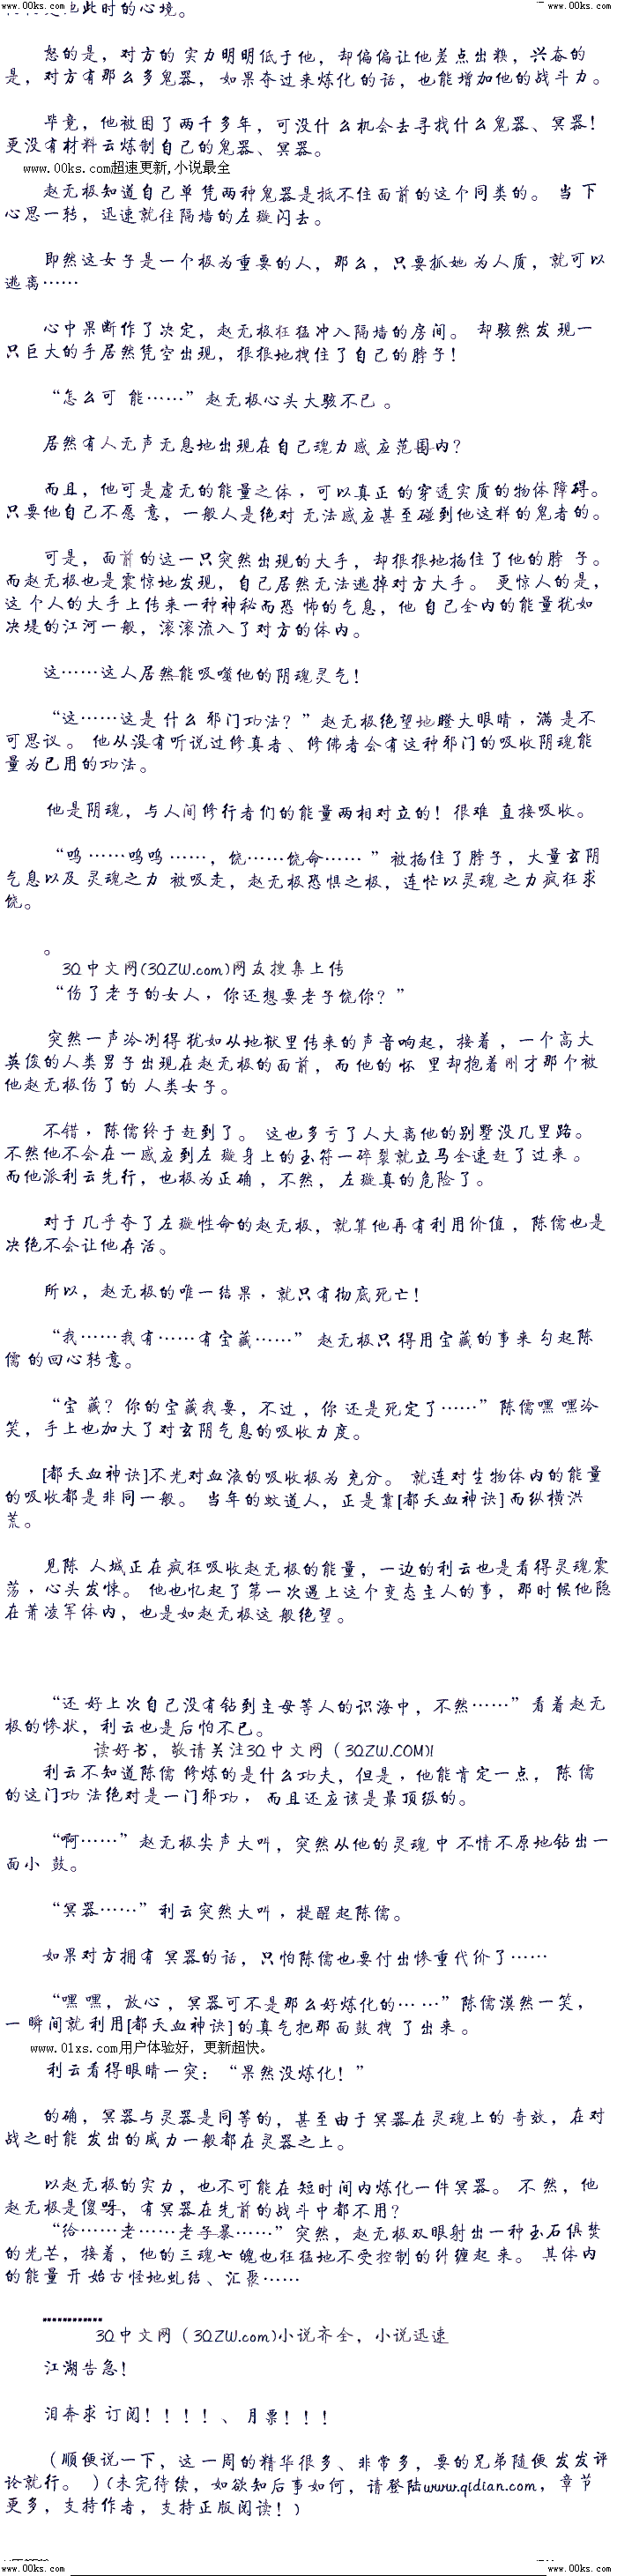 www.00ks.com www.00ks.com
此时的心境。
怒的是，对方的实力明明低于他，却偏偏让他差点出糗，兴奋的
是，对方有那么多鬼器，如果夺过来炼化的话，也能增加他的战斗力。
毕竟，他被困了两千多年，可没什么机会去寻找什么鬼器、冥器！
更没有材料云炼制自己的鬼器、冥器。
www.00ks.com超速更新,小说最全
赵无极知道自己单凭两种鬼器是抵不住面前的这个同类的。当下
心思一转，迅速就往隔墙的左璇闪去。
即然这女子是一个极为重要的人，那么，只要抓她为人质，就可以
逃离……
心中果断作了决定，赵无极狂猛冲入隔墙的房间。却骇然发现一
只巨大的手居然凭空出现，狠狠地拽住了自己的脖子！
“怎么可能……”赵无极心头大骇不已。
居然有人无声无息地出现在自己魂力感应范围内？
而且，他可是虚无的能量之体，可以真正的穿透实质的物体障碍。
只要他自己不愿意，一般人是绝对无法感应甚至碰到他这样的鬼者的。
可是，面前的这一只突然出现的大手，却狠狠地掐住了他的脖子。
而赵无极也是震惊地发现，自己居然无法逃掉对方大手。更惊人的是，
这个人的大手上传来一种神秘而恐怖的气息，他自己全内的能量犹如
决堤的江河一般，滚滚流入了对方的体内。
这……这人居然能吸噬他的阴魂灵气！
“这……这是什么邪门功法？”赵无极绝望地瞪大眼睛，满是不
可思议。他从没有听说过修真者、修佛者会有这种邪门的吸收阴魂能
量为已用的功法。
他是阴魂，与人间修行者们的能量两相对立的！很难直接吸收。
“呜……呜呜……，饶……饶命……”被掐住了脖子，大量玄阴
气息以及灵魂之力被吸走，赵无极恐惧之极，连忙以灵魂之力疯狂求
饶。
。
3Q中文网(3QZW.com)网友搜集上传
“伤了老子的女人，你还想要老子饶你？”
突然一声冷冽得犹如从地狱里传来的声音响起，接着，一个高大
英俊的人类男子出现在赵无极的面前，而他的怀里却抱着刚才那个被
他赵无极伤了的人类女子。
不错，陈儒终于赶到了。这也多亏了人大离他的别墅没几里路。
不然他不会在一感应到左璇身上的玉符一碎裂就立马全速赶了过来。
而他派利云先行，也极为正确，不然，左璇真的危险了。
对于几乎夺了左璇性命的赵无极，就算他再有利用价值，陈儒也是
决绝不会让他存活。
所以，赵无极的唯一结果，就只有彻底死亡！
“我……我有……有宝藏……”赵无极只得用宝藏的事来勾起陈
儒的回心转意。
“宝藏？你的宝藏我要，不过，你还是死定了……”陈儒嘿嘿冷
笑，手上也加大了对玄阴气息的吸收力度。
[都天血神诀]不光对血液的吸收极为充分。就连对生物体内的能量
的吸收都是非同一般。当年的蚊道人，正是靠[都天血神诀]而纵横洪
荒。
见陈人城正在疯狂吸收赵无极的能量，一边的利云也是看得灵魂震
荡，心头发悚。他也忆起了第一次遇上这个变态主人的事，那时候他隐
在萧凌军体内，也是如赵无极这般绝望。
“还好上次自己没有钻到主母等人的识海中，不然……”看着赵无
极的惨状，利云也是后怕不已。
读好书，敬请关注3Q中文网（3QZW.COM)!
利云不知道陈儒修炼的是什么功夫，但是，他能肯定一点，陈儒
的这门功法绝对是一门邪功，而且还应该是最顶级的。
“啊……”赵无极尖声大叫，突然从他的灵魂中不情不原地钻出一
面小鼓。
“冥器……”利云突然大叫，提醒起陈儒。
如果对方拥有冥器的话，只怕陈儒也要付出惨重代价了……
“嘿嘿，放心，冥器可不是那么好炼化的……”陈儒漠然一笑，
一瞬间就利用[都天血神诀]的真气把那面鼓拽了出来。
www.01xs.com用户体验好，更新超快。
利云看得眼睛一突：“果然没炼化！”
的确，冥器与灵器是同等的，甚至由于冥器在灵魂上的奇效，在对
战之时能发出的威力一般都在灵器之上。
以赵无极的实力，也不可能在短时间内炼化一件冥器。不然，他
赵无极是傻呀，有冥器在先前的战斗中都不用？
“给……老……老子暴……”突然，赵无极双眼射出一种玉石俱焚
的光芒，接着，他的三魂七魄也狂猛地不受控制的纠缠起来。其体内
的能量开始古怪地虬结、汇聚……
…………
3Q中文网（3QZW.com)小说齐全，小说迅速
江湖告急！
泪奔求订阅！！！！、月票！！！
（顺便说一下，这一周的精华很多、非常多，要的兄弟随便发发评
论就行。）(未完待续，如欲知后事如何，请登陆www.qidian.com，章节
更多，支持作者，支持正版阅读！)
www.00ks.com www.00ks.com